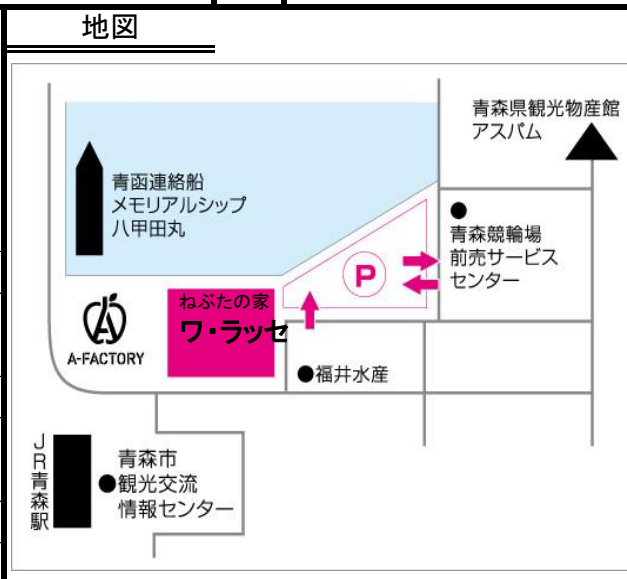 地図
青森県観光物産館
アスパム
青函連絡船
メモリアルシップ
八甲田丸
青森競輪場
前売サービス
センター
P
ねぶたの家
ワ・ラッセ
A-FACTORY
●福井水産
JR青森駅
青森市
●観光交流
情報センター